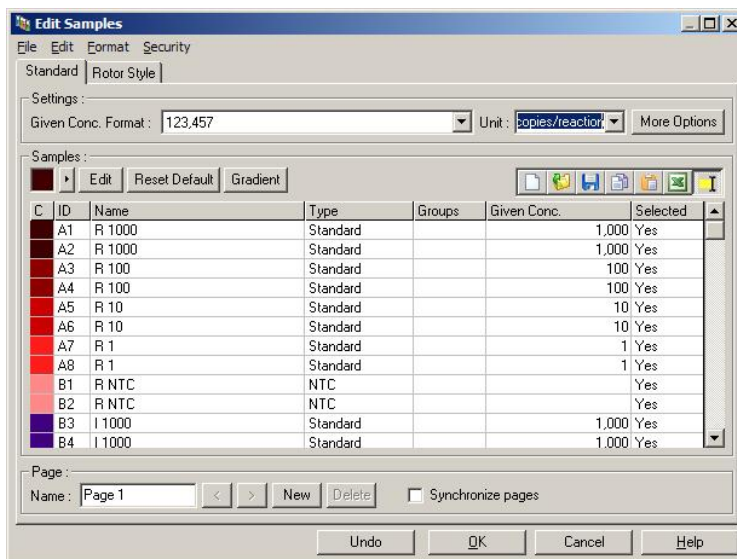 Edit Samples
File Edit Format Security
Standard Rotor Style
Settings :
Given Conc. Format : 123,457 Unit : copies/reaction More Options
Samples :
Edit Reset Default Gradient
C ID Name Type Groups Given Conc. Selected
A1 R 1000 Standard 1,000 Yes
A2 R 1000 Standard 1,000 Yes
A3 R 100 Standard 100 Yes
A4 R 100 Standard 100 Yes
A5 R 10 Standard 10 Yes
A6 R 10 Standard 10 Yes
A7 R 1 Standard 1 Yes
A8 R 1 Standard 1 Yes
B1 R NTC NTC Yes
B2 R NTC NTC Yes
B3 I 1000 Standard 1,000 Yes
B4 I 1000 Standard 1,000 Yes
Page :
Name : Page 1 < > New Delete Synchronize pages
Undo OK Cancel Help